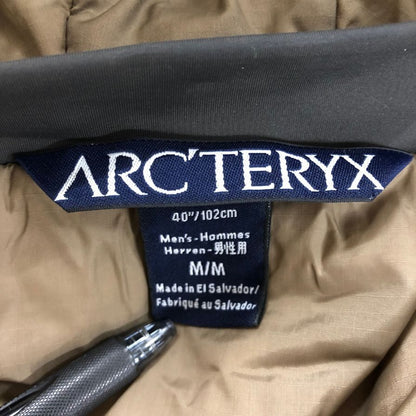 ARC'TERYX
40"/102cm
Men's-Hommes
Herren-男性用
M/M
Made in El Salvador/
Fabriqué au Salvador